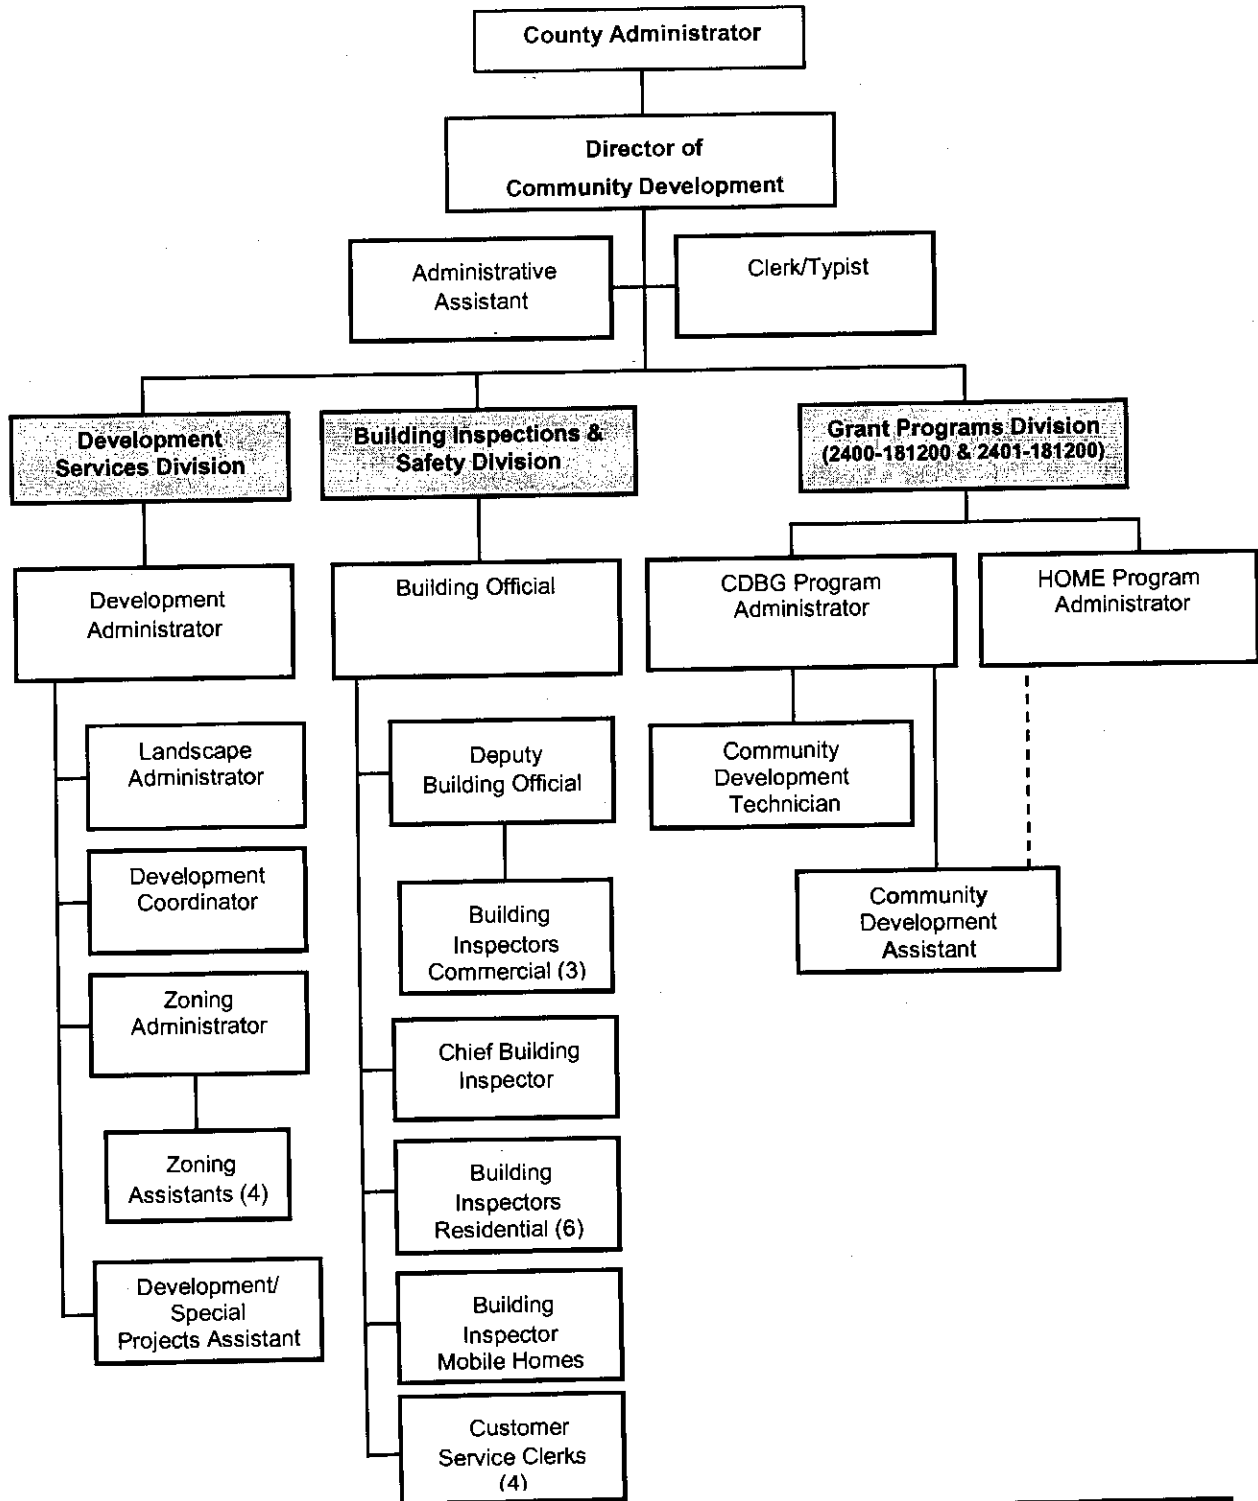 County Administrator
Director of
Community Development
Administrative
Assistant
Clerk/Typist
Development
Services Division
Building Inspections &
Safety Division
Grant Programs Division
(2400-181200 & 2401-181200)
Development
Administrator
Building Official
CDBG Program
Administrator
HOME Program
Administrator
Landscape
Administrator
Development
Coordinator
Zoning
Administrator
Zoning
Assistants (4)
Development/
Special
Projects Assistant
Deputy
Building Official
Building
Inspectors
Commercial (3)
Chief Building
Inspector
Building
Inspectors
Residential (6)
Building
Inspector
Mobile Homes
Customer
Service Clerks
(4)
Community
Development
Technician
Community
Development
Assistant